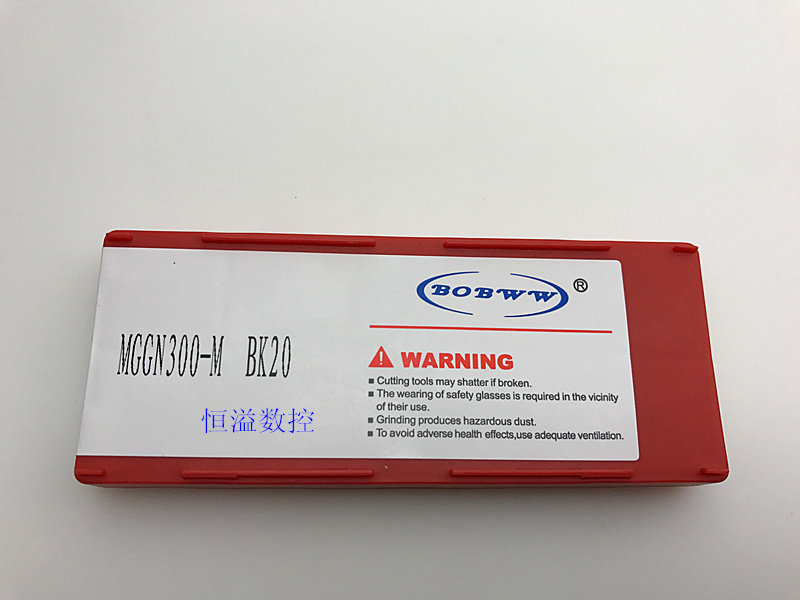 BOBWW®
MGGN300-M BK20
恒溢数控
WARNING
■ Cutting tools may shatter if broken.
■ The wearing of safety glasses is required in the vicinity
of their use.
■ Grinding produces hazardous dust.
■ To avoid adverse health effects,use adequate ventilation.